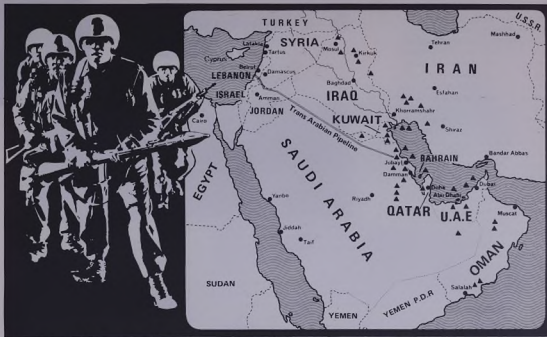 TURKEY
U.S.S.R.
Tehran
Mashhad
Latakia
Tartus
SYRIA
Mosul
Kirkuk
Cyprus
Beirut
Damascus
LEBANON
IRAN
Baghdad
Esfahan
ISRAEL
Amman
IRAQ
Khorramshahr
JORDAN
KUWAIT
Cairo
Shiraz
Trans Arabian Pipeline
Bandar Abbas
EGYPT
SAUDI ARABIA
Jubayl
BAHRAIN
Damman
Doha
Dubai
Abu Dhabi
Yanbn
Riyadh
QATAR
U.A.E
Muscat
Jiddah
Taif
OMAN
SUDAN
Salalah
YEMEN
YEMEN P.D.R